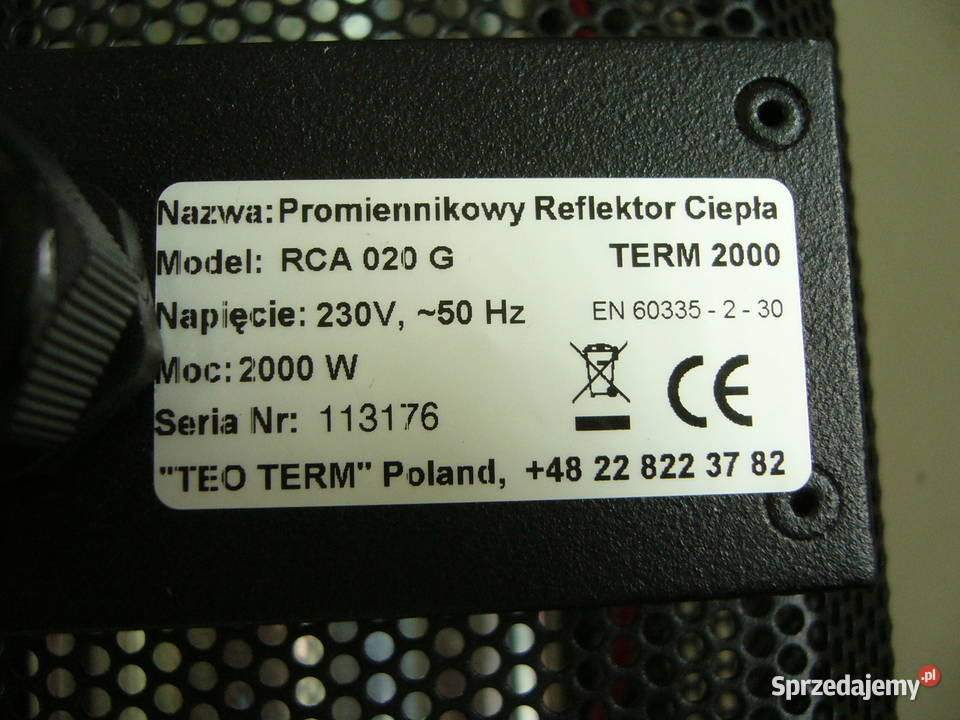 Nazwa: Promiennikowy Reflektor Ciepła
Model: RCA 020 G TERM 2000
Napięcie: 230V, ~50 Hz EN 60335 - 2 - 30
Moc: 2000 W
CE
Seria Nr: 113176
"TEO TERM" Poland, +48 22 822 37 82
Sprzedajemy.pl